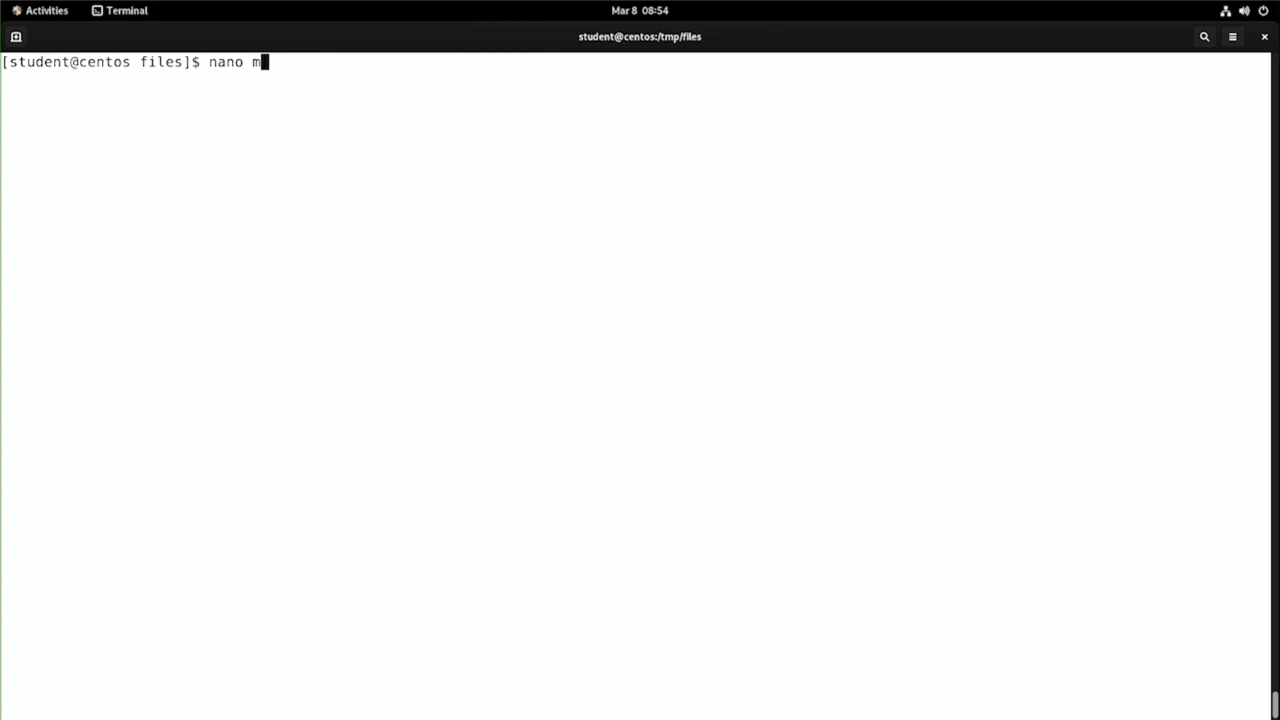 Activities
Terminal
Mar 8 08:54
student@centos:/tmp/files
[student@centos files]$ nano m